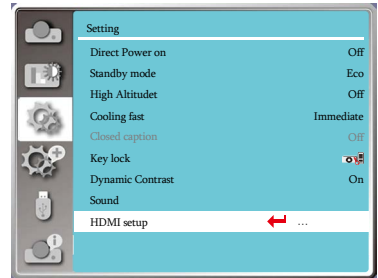 Setting
Direct Power on Off
Standby mode Eco
High Altitudet Off
Cooling fast Immediate
Closed caption Off
Key lock
Dynamic Contrast On
Sound
HDMI setup ...